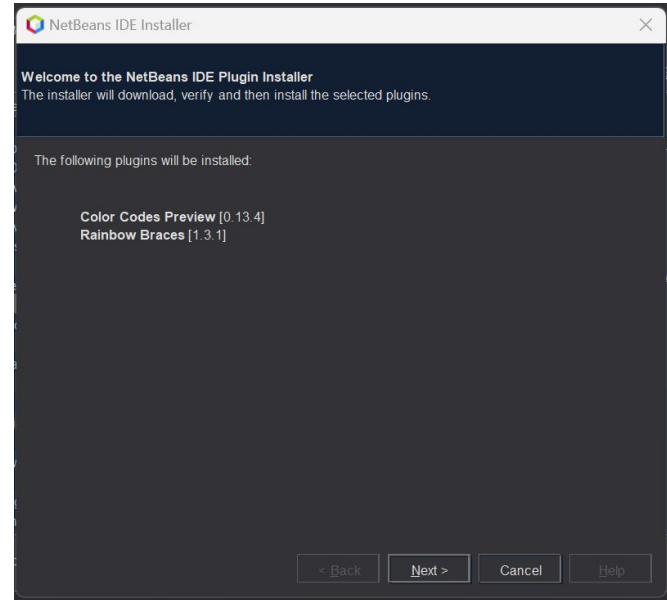 NetBeans IDE Installer
Welcome to the NetBeans IDE Plugin Installer
The installer will download, verify and then install the selected plugins.
The following plugins will be installed:
Color Codes Preview [0.13.4]
Rainbow Braces [1.3.1]
< Back Next > Cancel Help